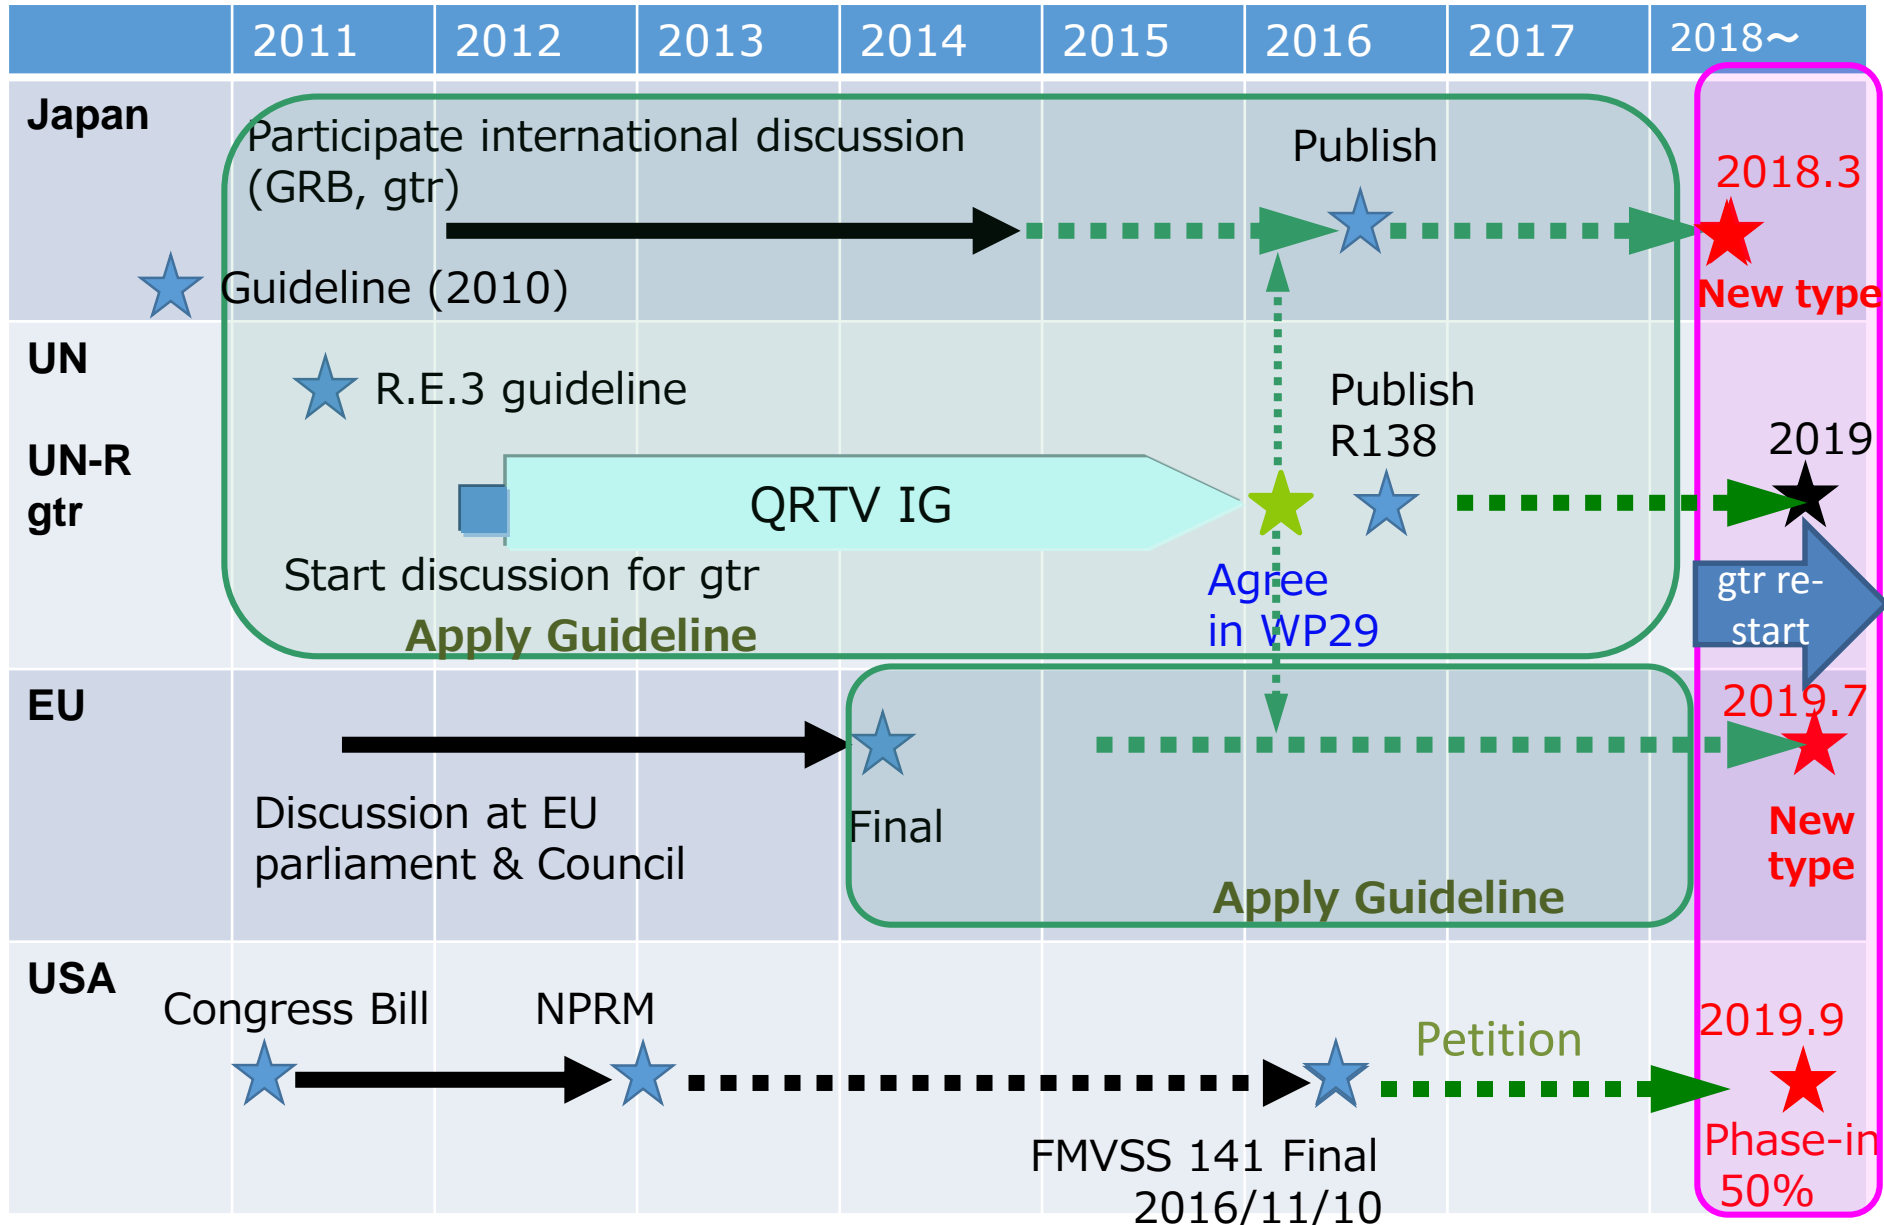 2011 2012 2013 2014 2015 2016 2017 2018～
Japan
Participate international discussion
(GRB, gtr)
Publish
2018.3
New type
Guideline (2010)
UN
R.E.3 guideline
Publish
R138
UN-R
gtr
QRTV IG
2019
Start discussion for gtr
Agree
in WP29
gtr re-
start
Apply Guideline
EU
2019.7
New
type
Discussion at EU
parliament & Council
Final
Apply Guideline
USA
Congress Bill
NPRM
Petition
2019.9
FMVSS 141 Final
2016/11/10
Phase-in
50%